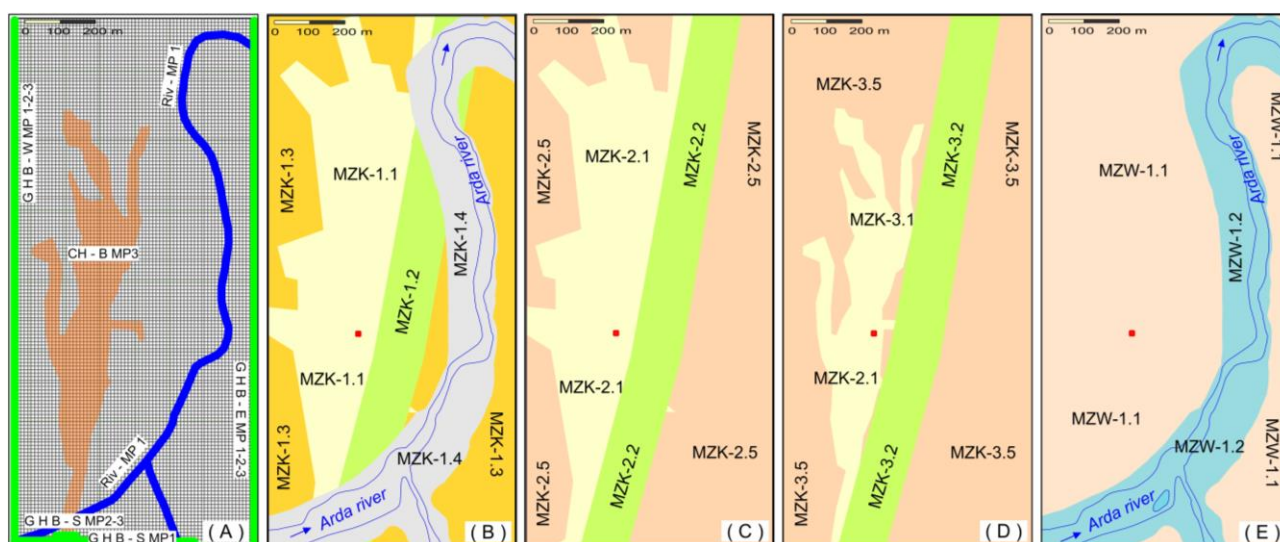 0 100 200 m
G H B - W MP 1-2-3
Riv - MP 1
CH - B MP3
G H B - E MP 1-2-3
Riv - MP 1
G H B - S MP2-3
G H B - S MP1
( A )
0 100 200 m
MZK-1.3
MZK-1.1
Arda river
MZK-1.4
MZK-1.2
MZK-1.1
MZK-1.3
MZK-1.4
MZK-1.3
Arda river
( B )
0 100 200 m
MZK-2.5
MZK-2.1
MZK-2.2
MZK-2.5
MZK-2.1
MZK-2.5
MZK-2.2
MZK-2.5
( C )
0 100 200 m
MZK-3.5
MZK-3.2
MZK-3.5
MZK-3.1
MZK-2.1
MZK-3.5
MZK-3.2
MZK-3.5
( D )
0 100 200 m
MZW-1.1
MZW-1.1
Arda river
MZW-1.2
MZW-1.1
MZW-1.2
MZW-1.1
Arda river
( E )